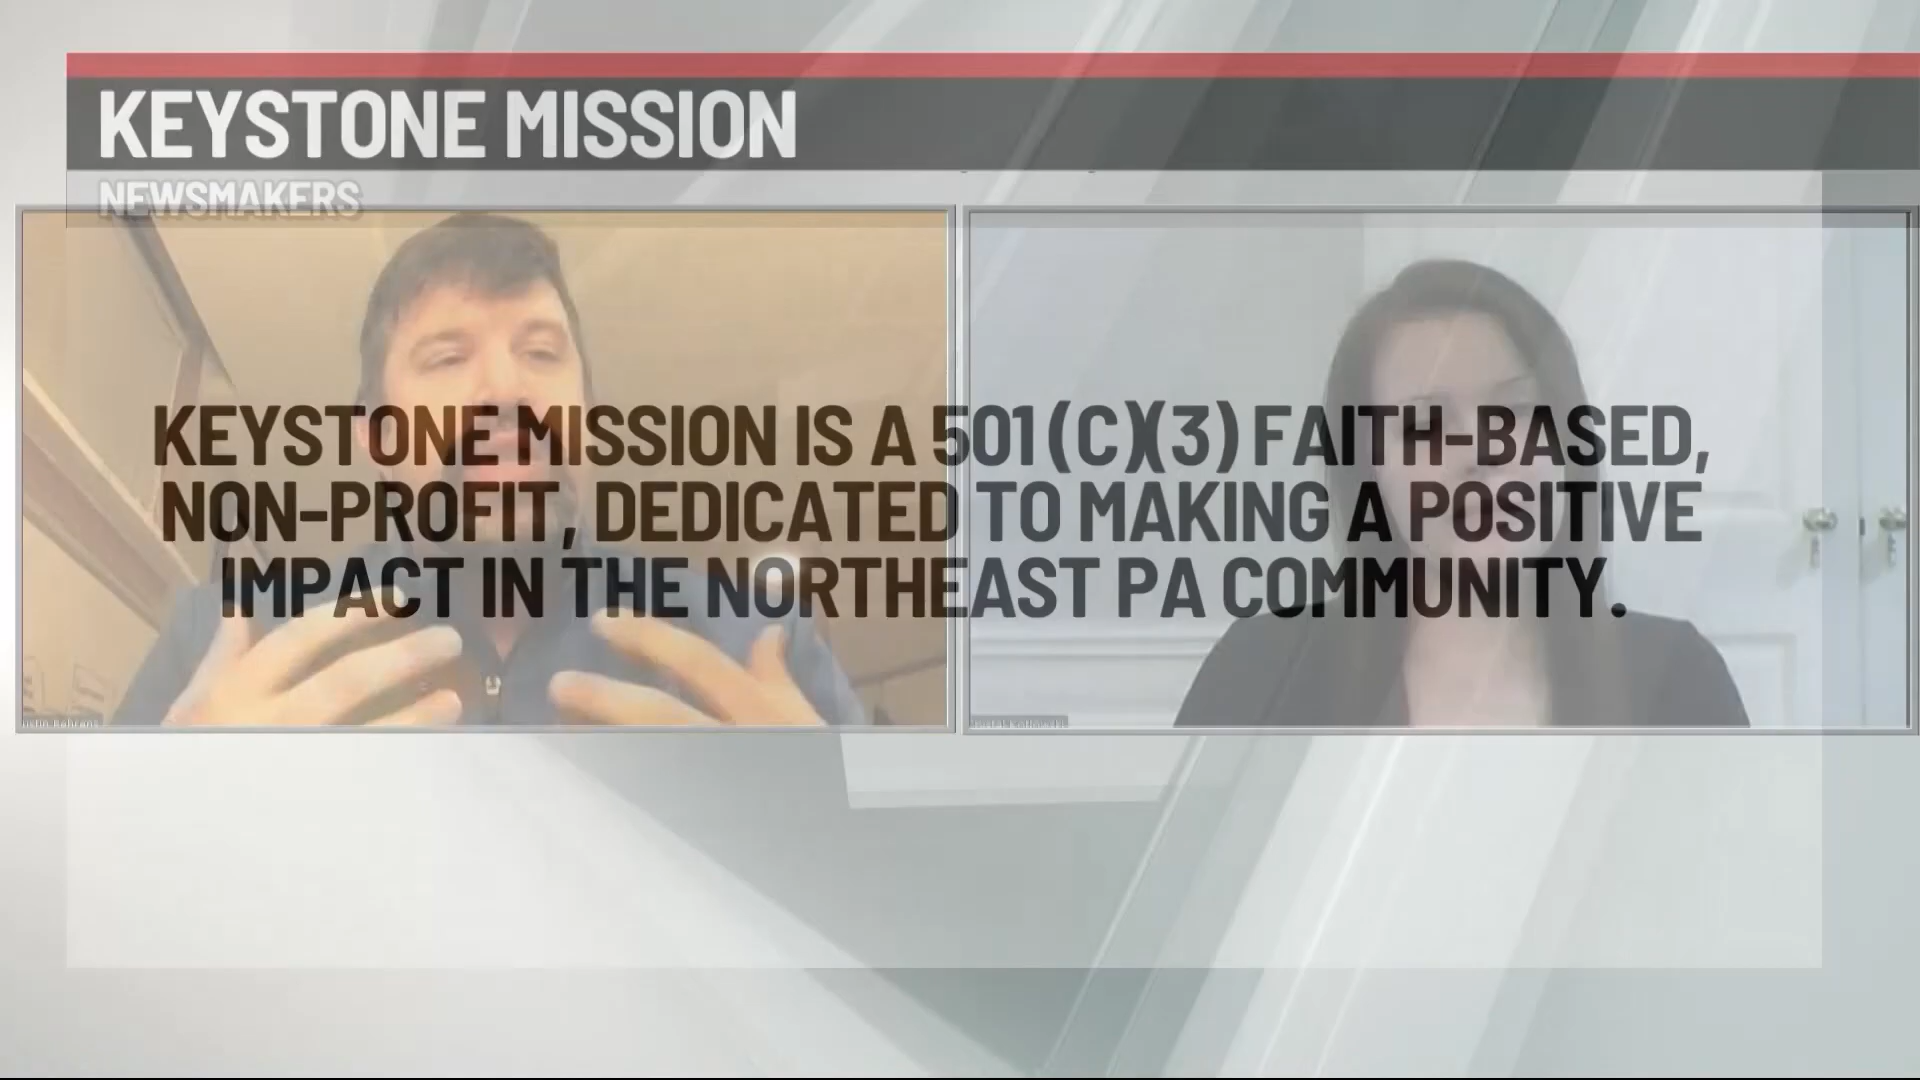 KEYSTONE MISSION
NEWSMAKERS
KEYSTONE MISSION IS A 501(C)(3) FAITH-BASED,
NON-PROFIT, DEDICATED TO MAKING A POSITIVE
IMPACT IN THE NORTHEAST PA COMMUNITY.